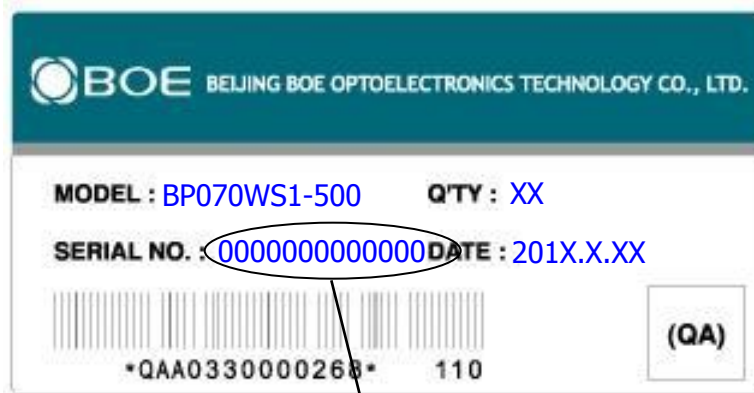 BOE BEIJING BOE OPTOELECTRONICS TECHNOLOGY CO., LTD.
MODEL : BP070WS1-500 Q'TY : XX
SERIAL NO. : 0000000000000 DATE : 201X.X.XX
(QA)
*QAA0330000268* 110